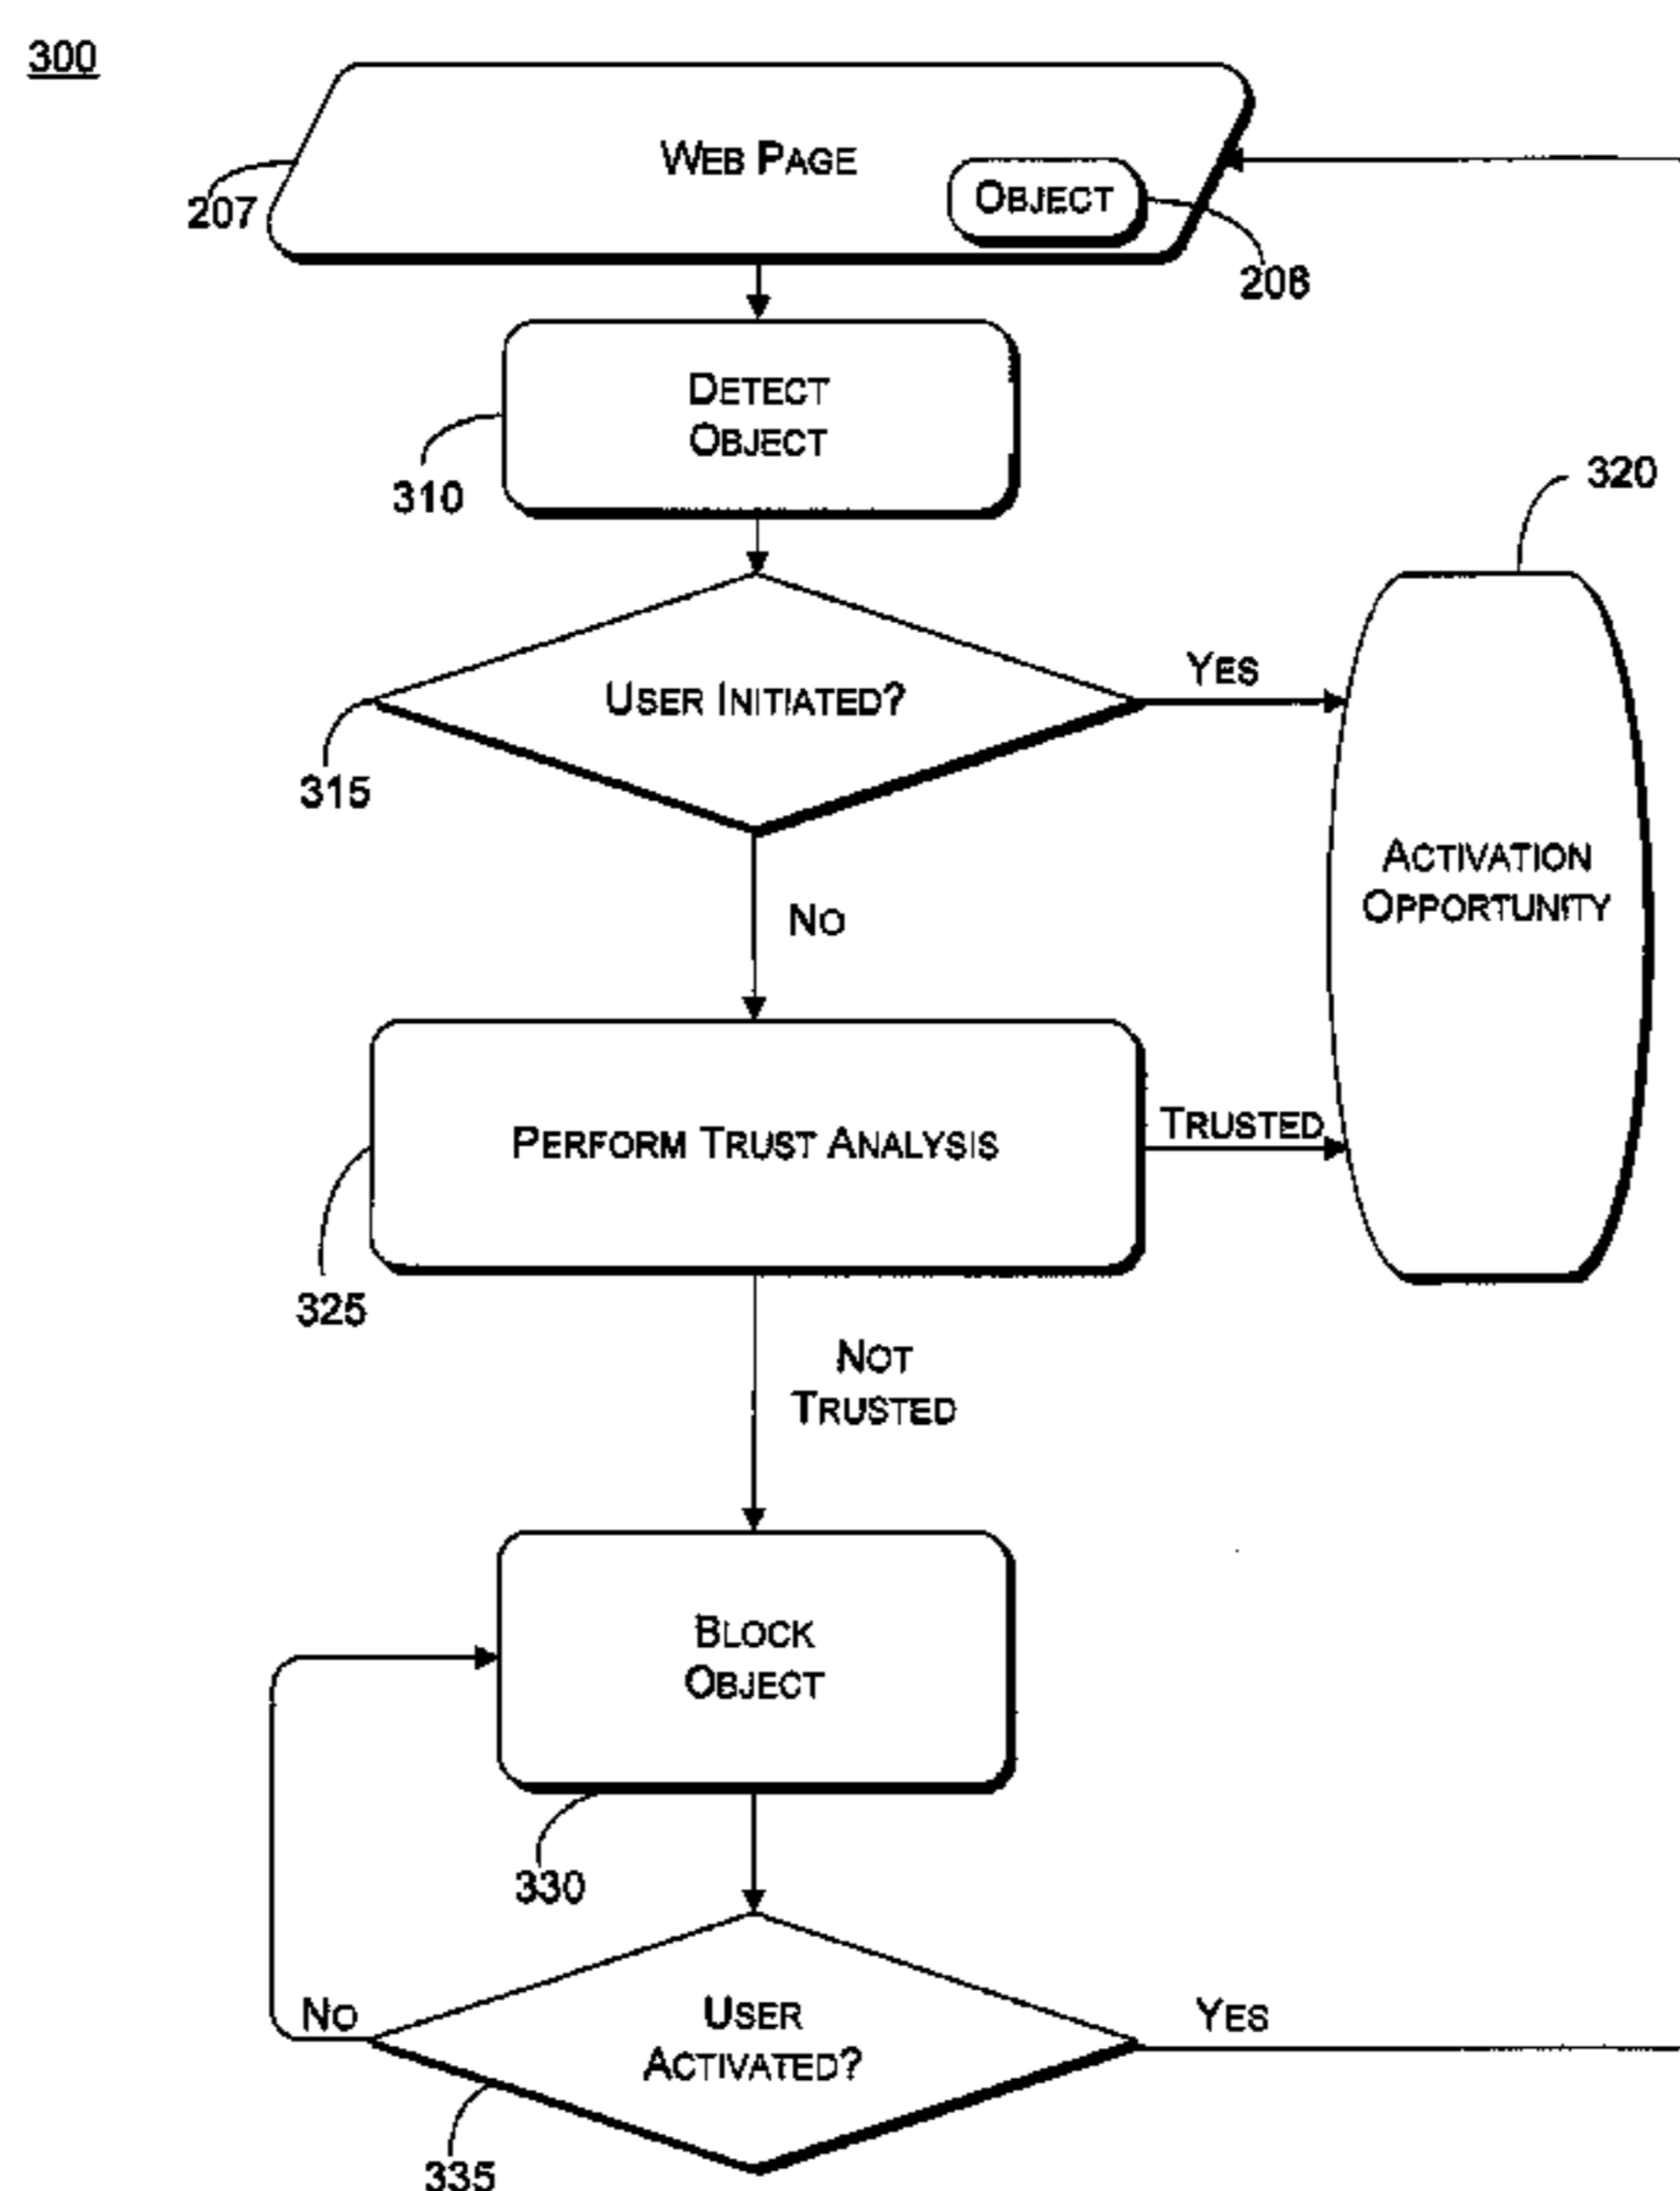 300
WEB PAGE
OBJECT
207
208
DETECT
OBJECT
310
320
USER INITIATED?
YES
315
ACTIVATION
OPPORTUNITY
NO
PERFORM TRUST ANALYSIS
TRUSTED
325
NOT
TRUSTED
BLOCK
OBJECT
330
NO
USER
ACTIVATED?
YES
335